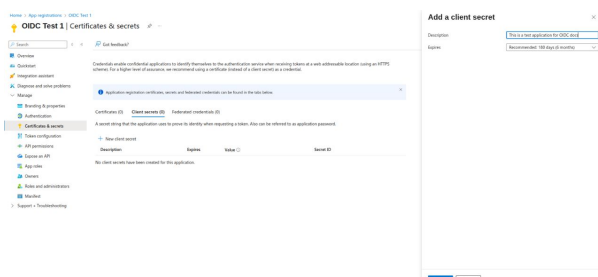 Home > App registrations > OIDC Test 1
OIDC Test 1 | Certificates & secrets
Search
Got feedback?
Overview
Quickstart
Integration assistant
Diagnose and solve problems
Manage
Branding & properties
Authentication
Certificates & secrets
Token configuration
API permissions
Expose an API
App roles
Owners
Roles and administrators
Manifest
Support + Troubleshooting
Credentials enable confidential applications to identify themselves to the authentication service when receiving tokens at a web addressable location (using an HTTPS
scheme). For a higher level of assurance, we recommend using a certificate (instead of a client secret) as a credential.
Application registration certificates, secrets and federated credentials can be found in the tabs below.
Certificates (0) Client secrets (0) Federated credentials (0)
A secret string that the application uses to prove its identity when requesting a token. Also can be referred to as application password.
New client secret
Description Expires Value Secret ID
No client secrets have been created for this application.
Add a client secret
Description This is a test application for OIDC docs
Expires Recommended: 180 days (6 months)